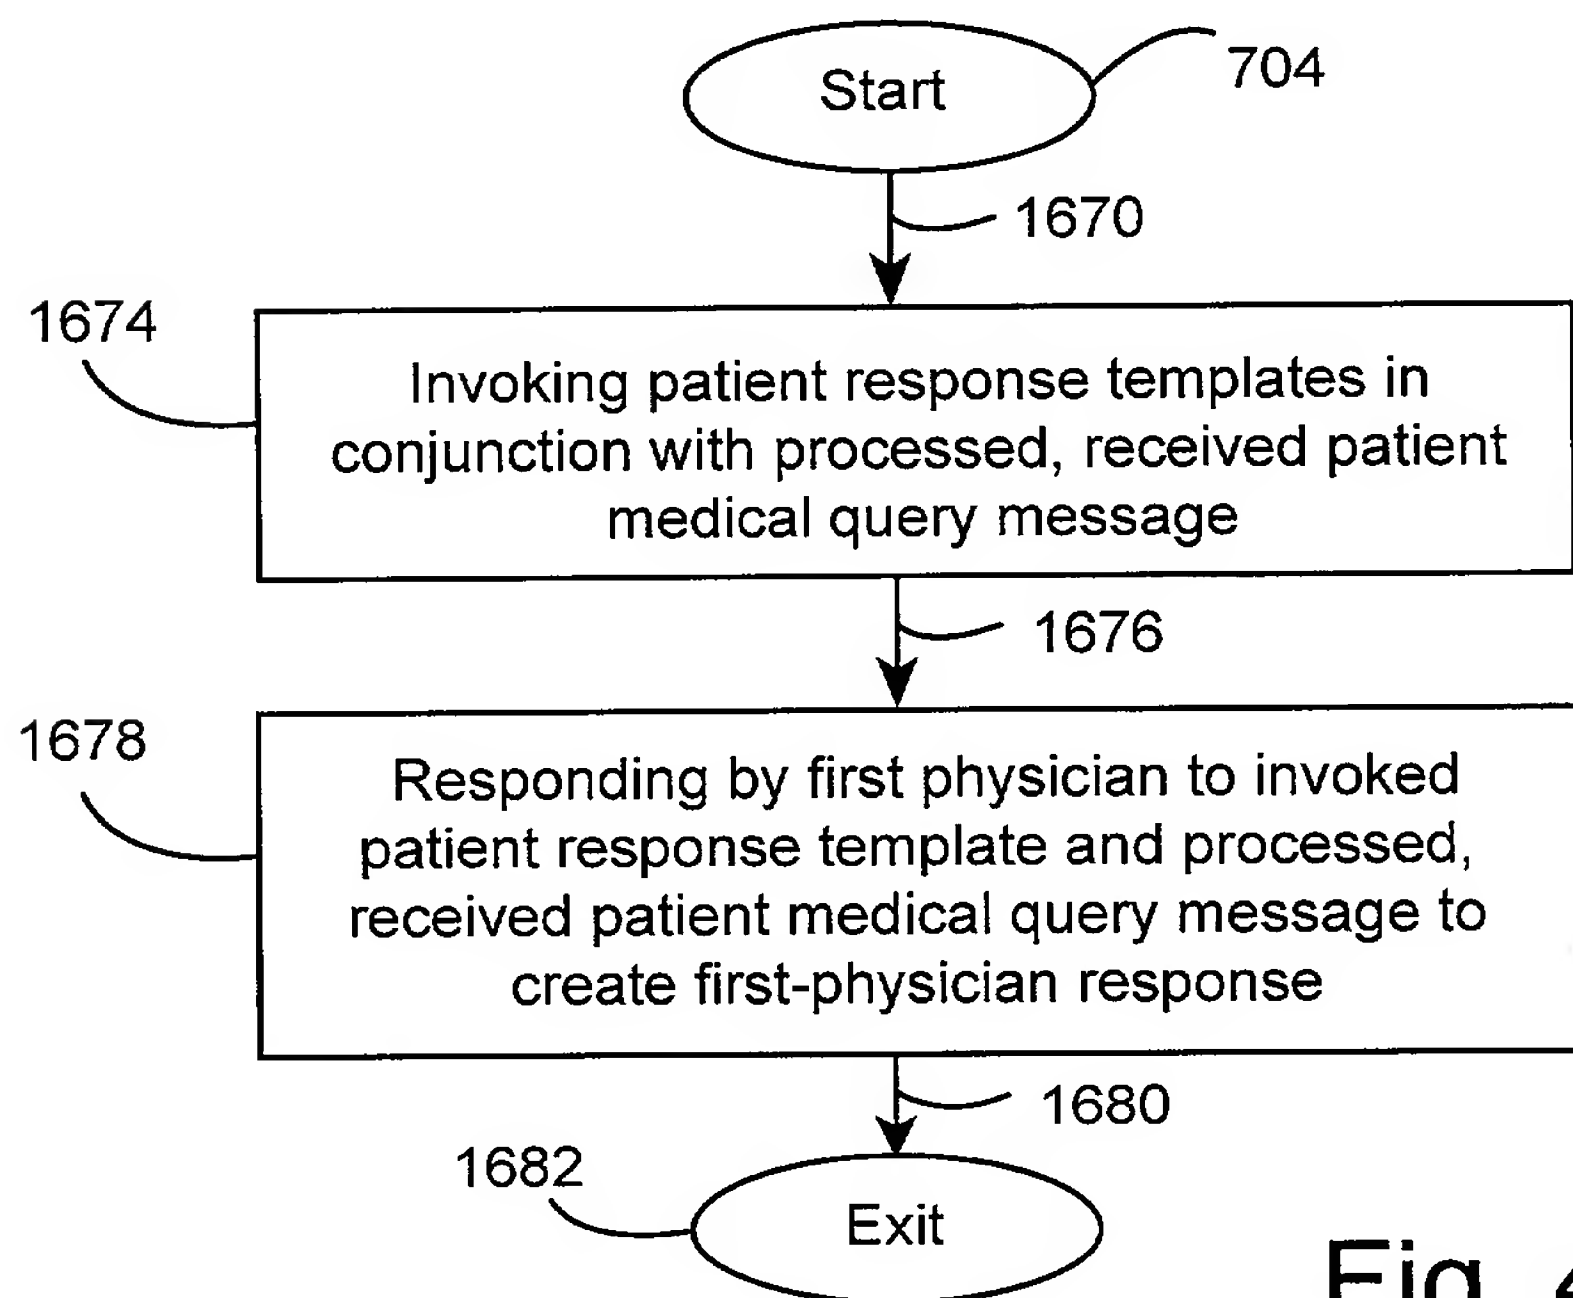 Start
704
1670
1674
Invoking patient response templates in
conjunction with processed, received patient
medical query message
1676
1678
Responding by first physician to invoked
patient response template and processed,
received patient medical query message to
create first-physician response
1680
1682
Exit
Fig.